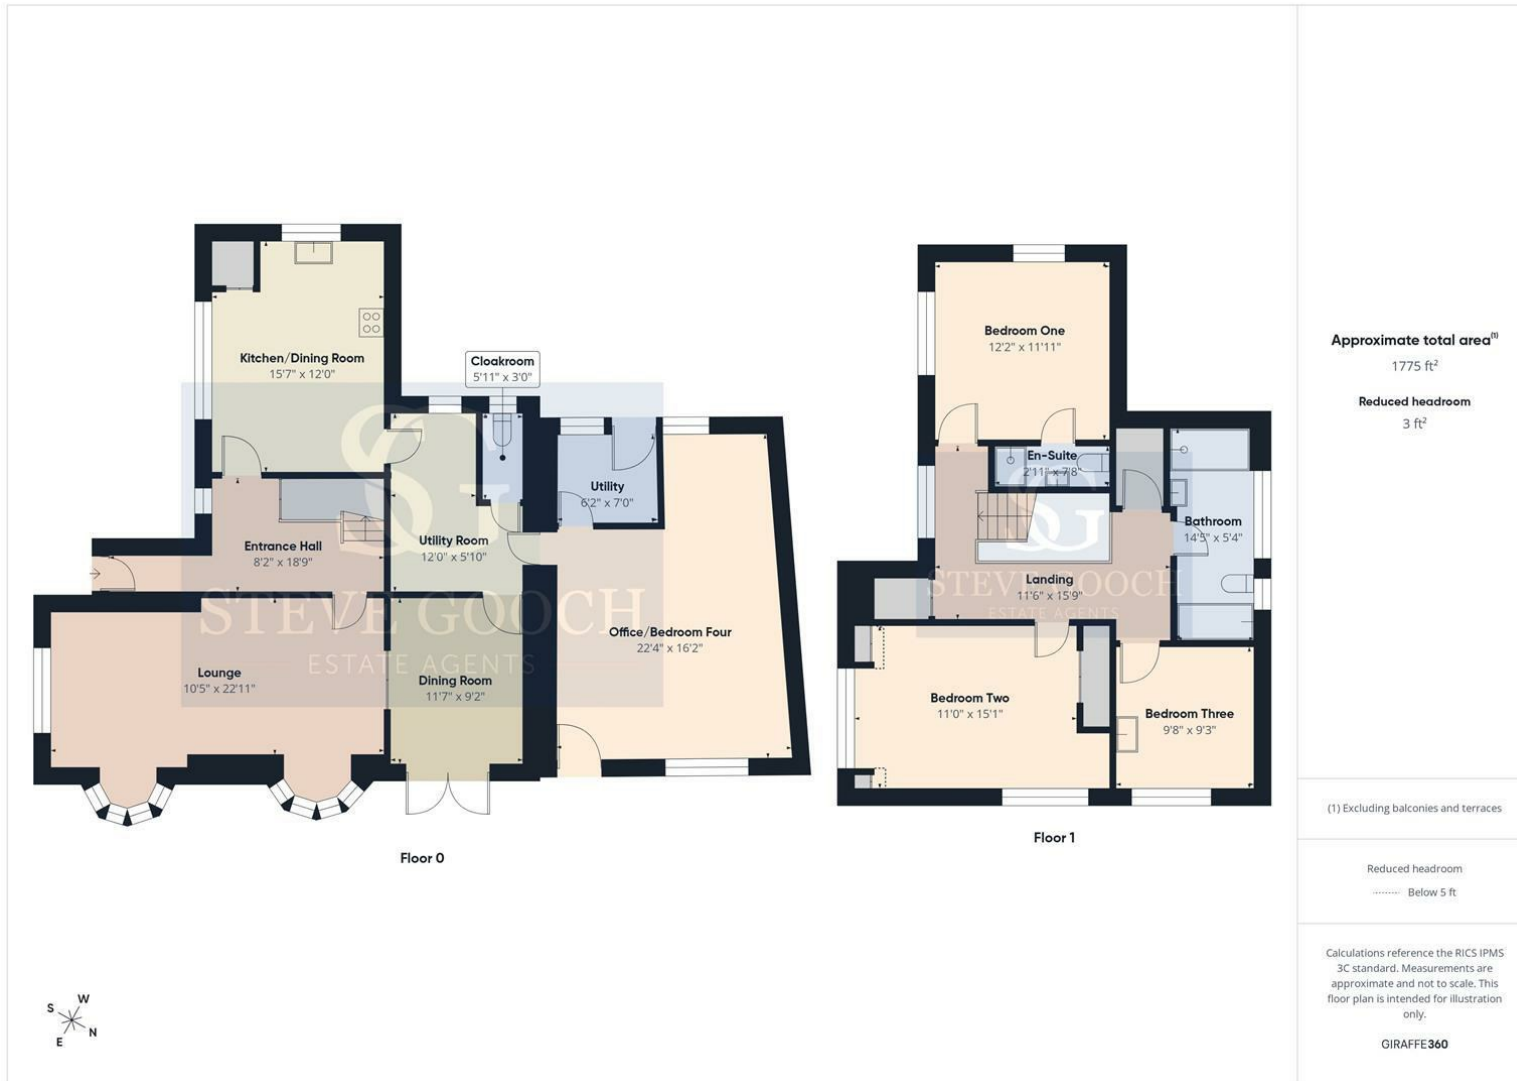 Kitchen/Dining Room
15'7" x 12'0"
Cloakroom
5'11" x 3'0"
Utility
6'2" x 7'0"
Entrance Hall
8'2" x 18'9"
Utility Room
12'0" x 5'10"
Office/Bedroom Four
22'4" x 16'2"
Lounge
10'5" x 22'11"
Dining Room
11'7" x 9'2"
SG
STEVE GOOCH
ESTATE AGENTS
Floor 0
Bedroom One
12'2" x 11'11"
En-Suite
2'11" x 7'8"
Bathroom
14'5" x 5'4"
Landing
11'6" x 15'9"
Bedroom Two
11'0" x 15'1"
Bedroom Three
9'8" x 9'3"
SG
STEVE GOOCH
ESTATE AGENTS
Floor 1
S
W
N
E
Approximate total area(1)
1775 ft²
Reduced headroom
3 ft²
(1) Excluding balconies and terraces
Reduced headroom
Below 5 ft
Calculations reference the RICS IPMS
3C standard. Measurements are
approximate and not to scale. This
floor plan is intended for illustration
only.
GIRAFFE360